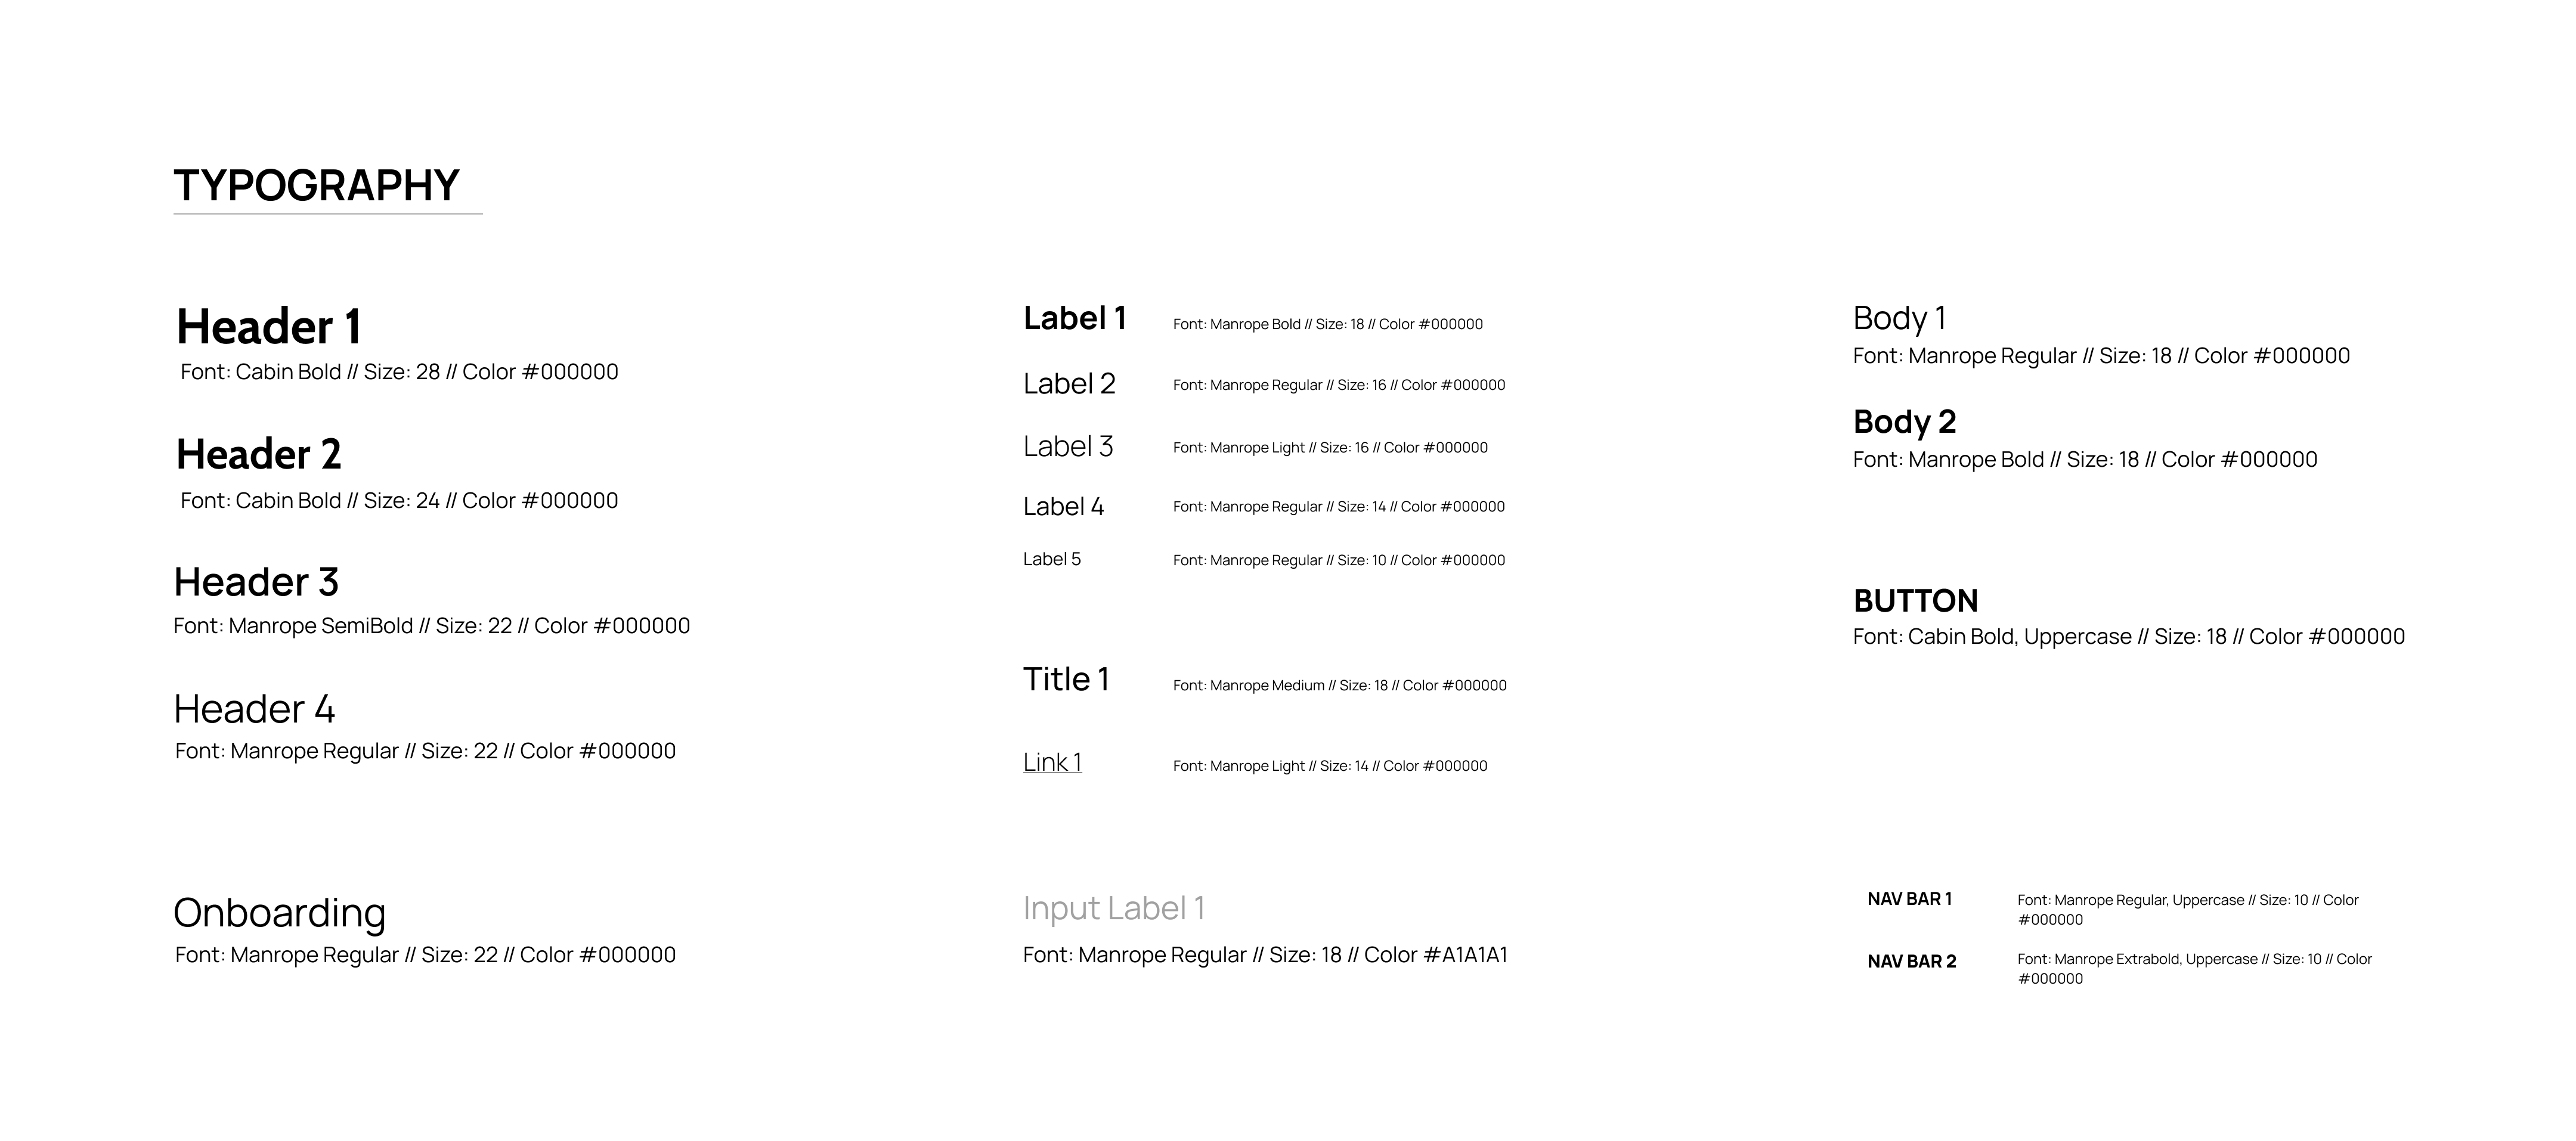 TYPOGRAPHY
Header 1
Font: Cabin Bold // Size: 28 // Color #000000
Header 2
Font: Cabin Bold // Size: 24 // Color #000000
Header 3
Font: Manrope SemiBold // Size: 22 // Color #000000
Header 4
Font: Manrope Regular // Size: 22 // Color #000000
Onboarding
Font: Manrope Regular // Size: 22 // Color #000000
Label 1
Font: Manrope Bold // Size: 18 // Color #000000
Label 2
Font: Manrope Regular // Size: 16 // Color #000000
Label 3
Font: Manrope Light // Size: 16 // Color #000000
Label 4
Font: Manrope Regular // Size: 14 // Color #000000
Label 5
Font: Manrope Regular // Size: 10 // Color #000000
Title 1
Font: Manrope Medium // Size: 18 // Color #000000
Link 1
Font: Manrope Light // Size: 14 // Color #000000
Input Label 1
Font: Manrope Regular // Size: 18 // Color #A1A1A1
Body 1
Font: Manrope Regular // Size: 18 // Color #000000
Body 2
Font: Manrope Bold // Size: 18 // Color #000000
BUTTON
Font: Cabin Bold, Uppercase // Size: 18 // Color #000000
NAV BAR 1
Font: Manrope Regular, Uppercase // Size: 10 // Color
#000000
NAV BAR 2
Font: Manrope Extrabold, Uppercase // Size: 10 // Color
#000000